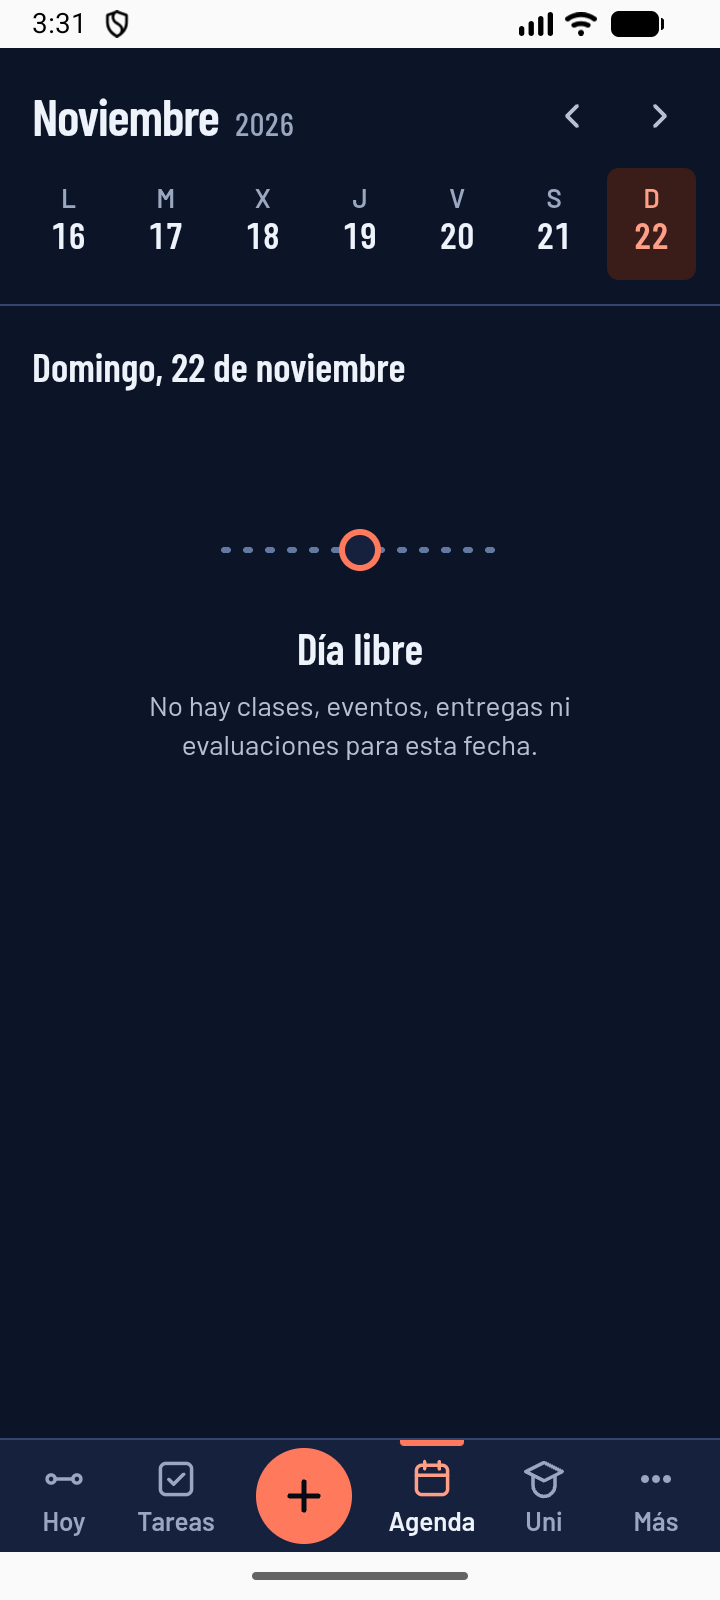 3:31
Noviembre 2026
L M X J V S D
16 17 18 19 20 21 22
Domingo, 22 de noviembre
Día libre
No hay clases, eventos, entregas ni
evaluaciones para esta fecha.
Hoy Tareas Agenda Uni Más